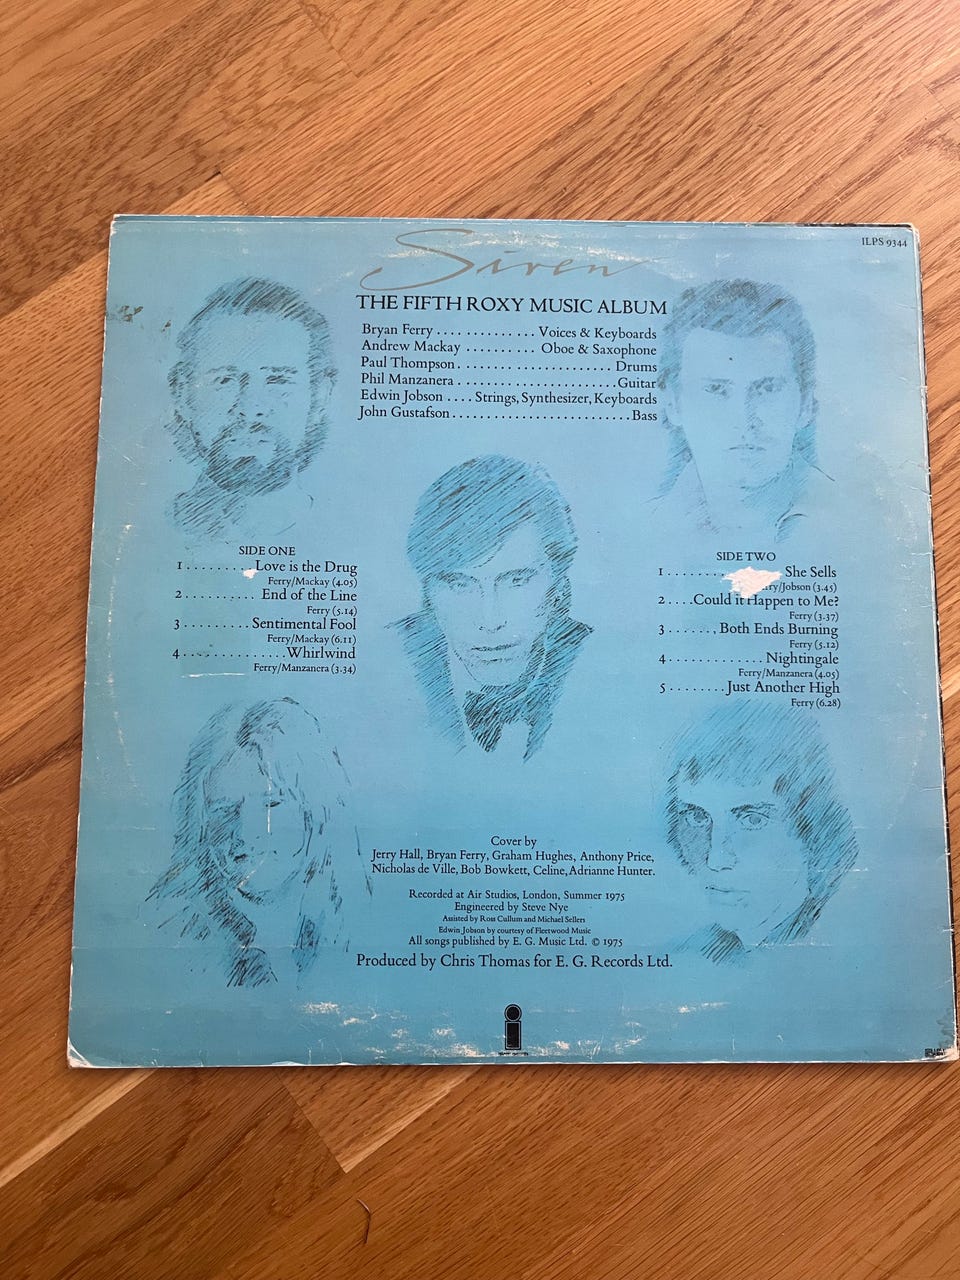 Siren
ILPS 9344
THE FIFTH ROXY MUSIC ALBUM
Bryan Ferry . . . . . . . . . . . . . Voices & Keyboards
Andrew Mackay . . . . . . . . . . Oboe & Saxophone
Paul Thompson. . . . . . . . . . . . . . . . . . . . . . . Drums
Phil Manzanera . . . . . . . . . . . . . . . . . . . . . . .Guitar
Edwin Jobson . . . . Strings, Synthesizer, Keyboards
John Gustafson . . . . . . . . . . . . . . . . . . . . . . . . . . Bass
SIDE ONE
1 . . . . . . . . . Love is the Drug
Ferry/Mackay (4.05)
2 . . . . . . . . . . End of the Line
Ferry (5.14)
3 . . . . . . . . . Sentimental Fool
Ferry/Mackay (6.11)
4 . . . . . . . . . . . . . . Whirlwind
Ferry/Manzanera (3.34)
SIDE TWO
1 . . . . . . . . She Sells
/Jobson (3.45)
2 . . . . Could it Happen to Me?
Ferry (3.37)
3 . . . . . . , Both Ends Burning
Ferry (5.12)
4 . . . . . . . . . . . . Nightingale
Ferry/Manzanera (4.05)
5 . . . . . . . . Just Another High
Ferry (6.28)
Cover by
Jerry Hall, Bryan Ferry, Graham Hughes, Anthony Price,
Nicholas de Ville, Bob Bowkett, Celine, Adrianne Hunter.
Recorded at Air Studios, London, Summer 1975
Engineered by Steve Nye
Assisted by Ross Cullum and Michael Sellers
Edwin Jobson by courtesy of Fleetwood Music
All songs published by E. G. Music Ltd. © 1975
Produced by Chris Thomas for E. G. Records Ltd.